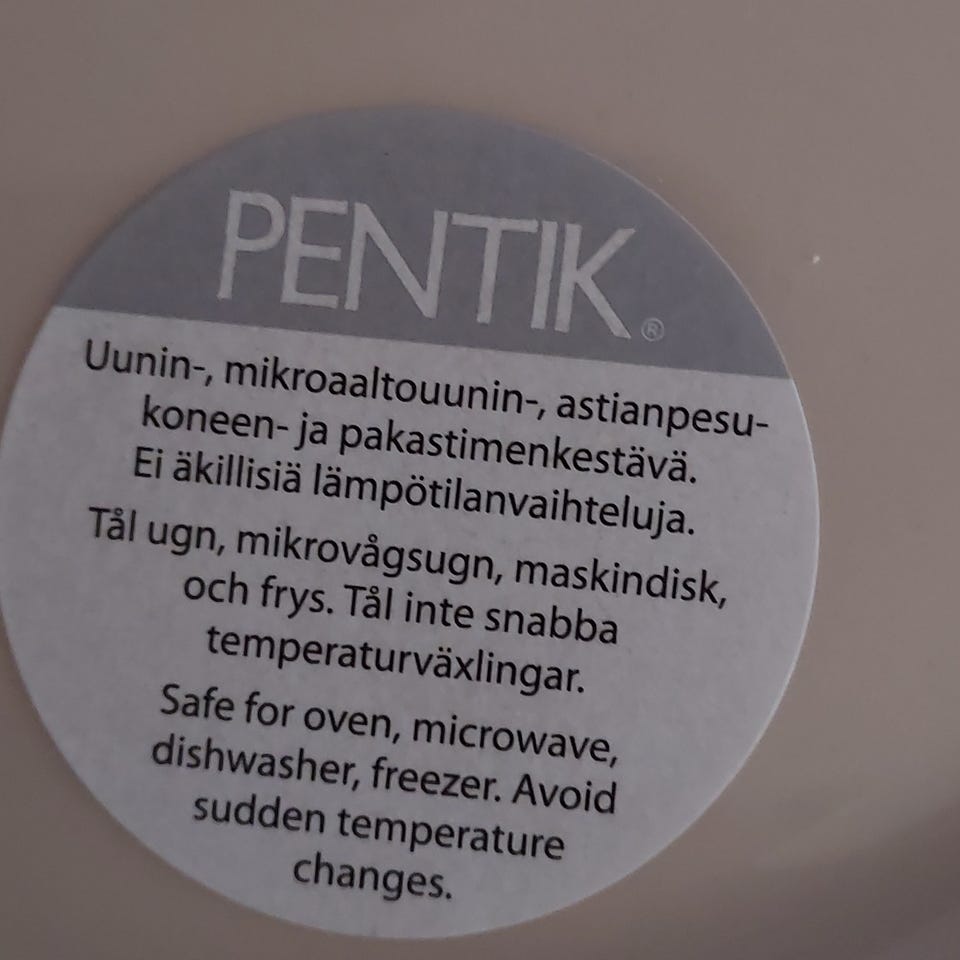 PENTIK®
Uunin-, mikroaaltouunin-, astianpesu-
koneen- ja pakastimenkestävä.
Ei äkillisiä lämpötilanvaihteluja.
Tål ugn, mikrovågsugn, maskindisk,
och frys. Tål inte snabba
temperaturväxlingar.
Safe for oven, microwave,
dishwasher, freezer. Avoid
sudden temperature
changes.